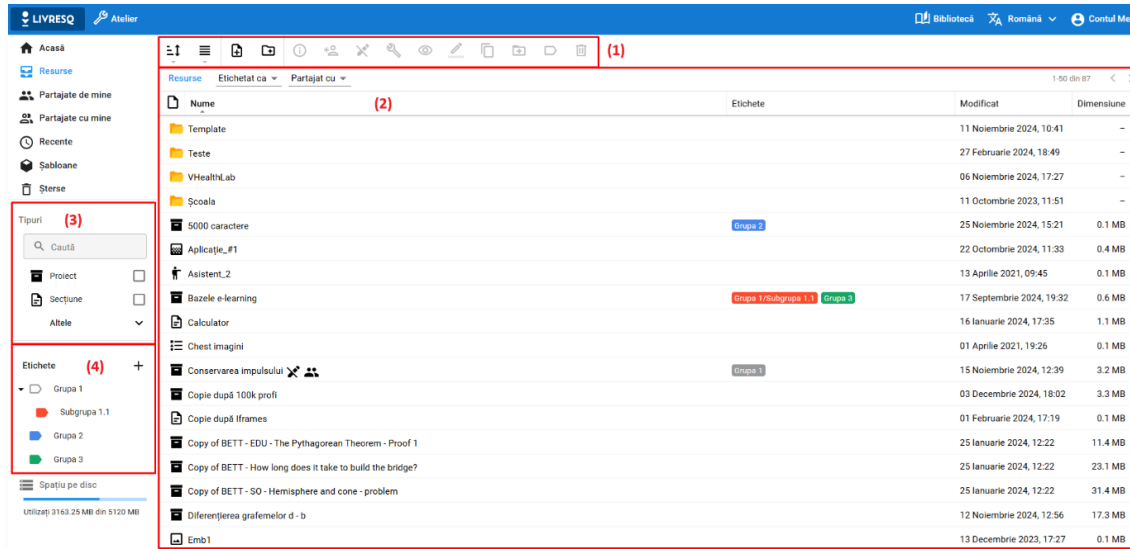 LIVRESQ Atelier Bibliotecă Română Contul Me
Acasă
Resurse
Partajate de mine
Partajate cu mine
Recente
Șabloane
Șterse
Tipuri (3)
Caută
Proiect
Secțiune
Altele
Etichete (4) +
Grupa 1
Subgrupa 1.1
Grupa 2
Grupa 3
Spațiu pe disc
Utilizați 3163.25 MB din 5120 MB
(1)
Resurse Etichetat ca Partajat cu 1-50 din 87
Nume (2) Etichete Modificat Dimensiune
Template 11 Noiembrie 2024, 10:41 –
Teste 27 Februarie 2024, 18:49 –
VHealthLab 06 Noiembrie 2024, 17:27 –
Școala 11 Octombrie 2023, 11:51 –
5000 caractere Grupa 2 25 Noiembrie 2024, 15:21 0.1 MB
Aplicație_#1 22 Octombrie 2024, 11:33 0.4 MB
Asistent_2 13 Aprilie 2021, 09:45 0.1 MB
Bazele e-learning Grupa 1/Subgrupa 1.1 Grupa 3 17 Septembrie 2024, 19:32 0.6 MB
Calculator 16 Ianuarie 2024, 17:35 1.1 MB
Chest imagini 01 Aprilie 2021, 19:26 0.1 MB
Conservarea impulsului Grupa 1 15 Noiembrie 2024, 12:39 3.2 MB
Copie după 100k profi 03 Decembrie 2024, 18:02 3.3 MB
Copie după Iframes 01 Februarie 2024, 17:19 0.1 MB
Copy of BETT - EDU - The Pythagorean Theorem - Proof 1 25 Ianuarie 2024, 12:22 11.4 MB
Copy of BETT - How long does it take to build the bridge? 25 Ianuarie 2024, 12:22 23.1 MB
Copy of BETT - SO - Hemisphere and cone - problem 25 Ianuarie 2024, 12:22 31.4 MB
Diferențierea grafemelor d - b 12 Noiembrie 2024, 12:56 17.3 MB
Emb1 13 Decembrie 2023, 17:27 0.1 MB